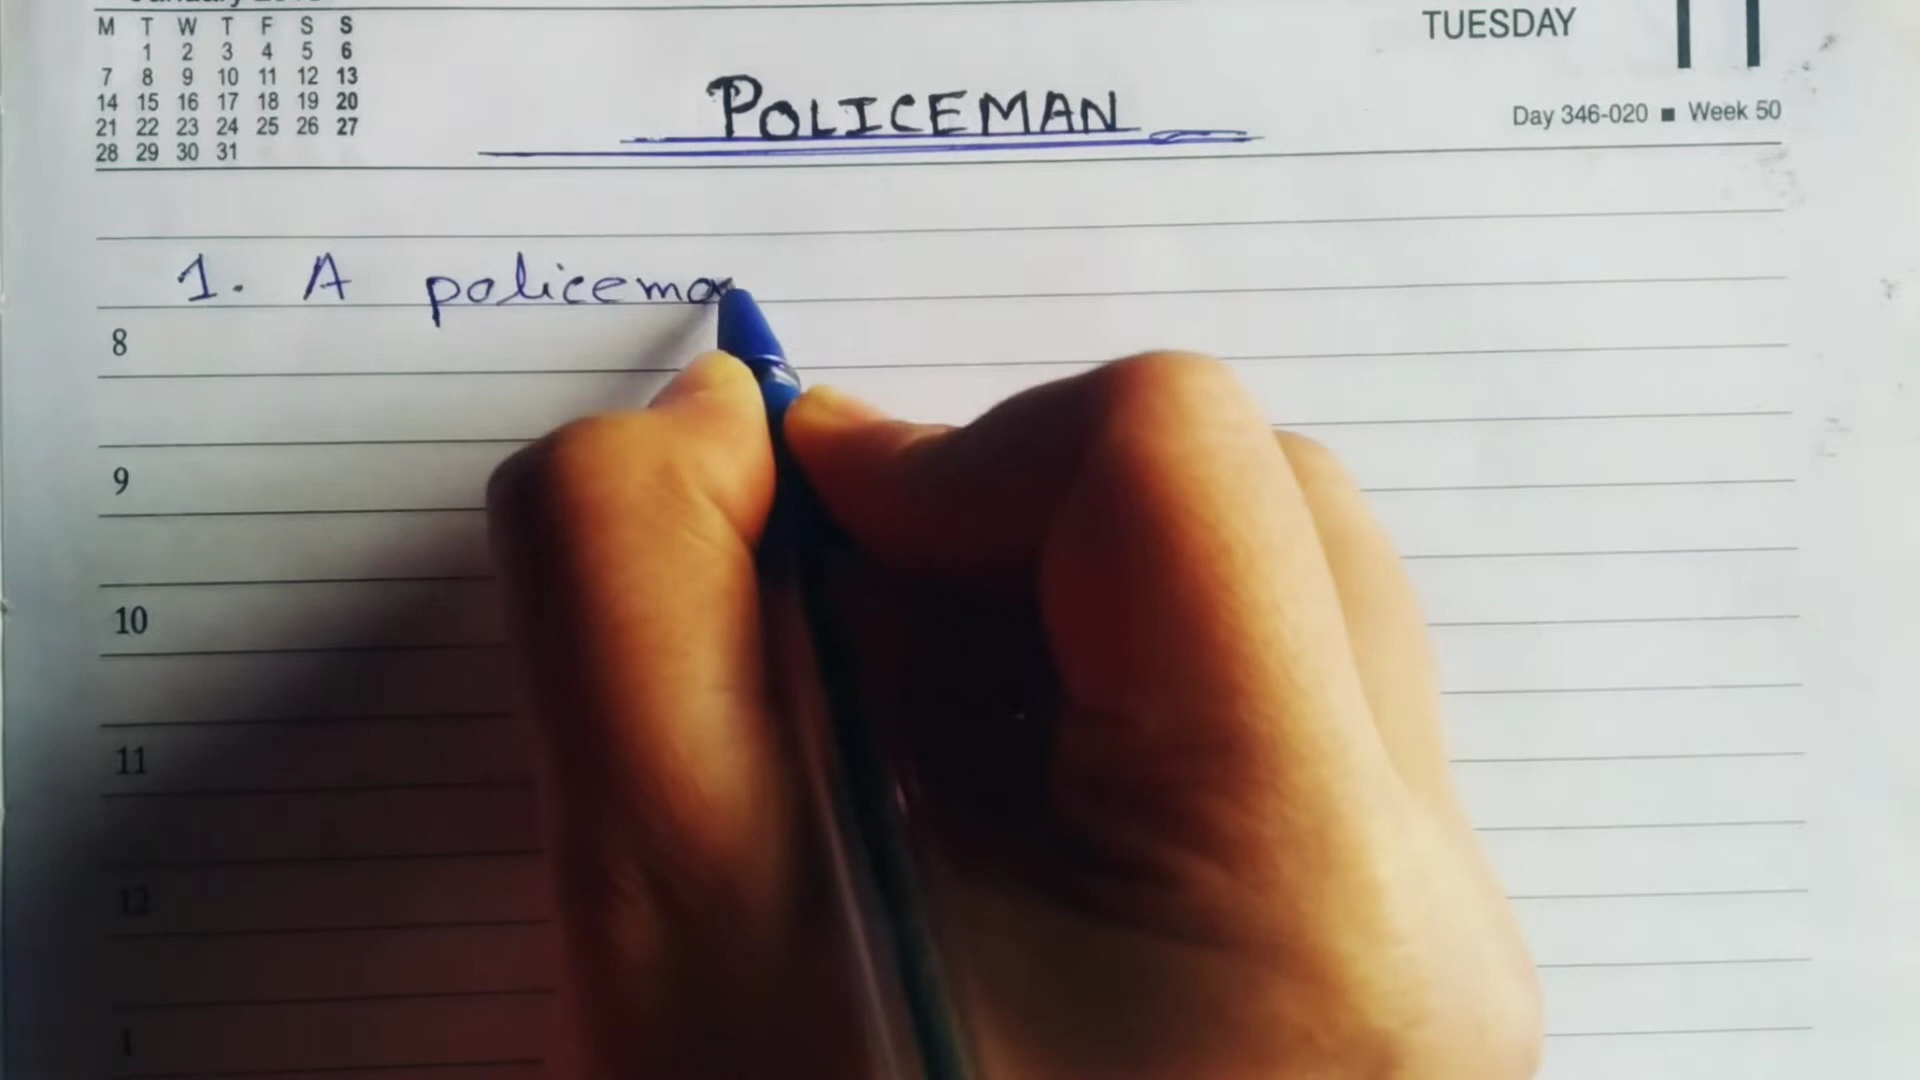 M T W T F S S
1 2 3 4 5 6
7 8 9 10 11 12 13
14 15 16 17 18 19 20
21 22 23 24 25 26 27
28 29 30 31
TUESDAY 11
Day 346-020 ■ Week 50
POLICEMAN
1. A policema
8
9
10
11
12
1